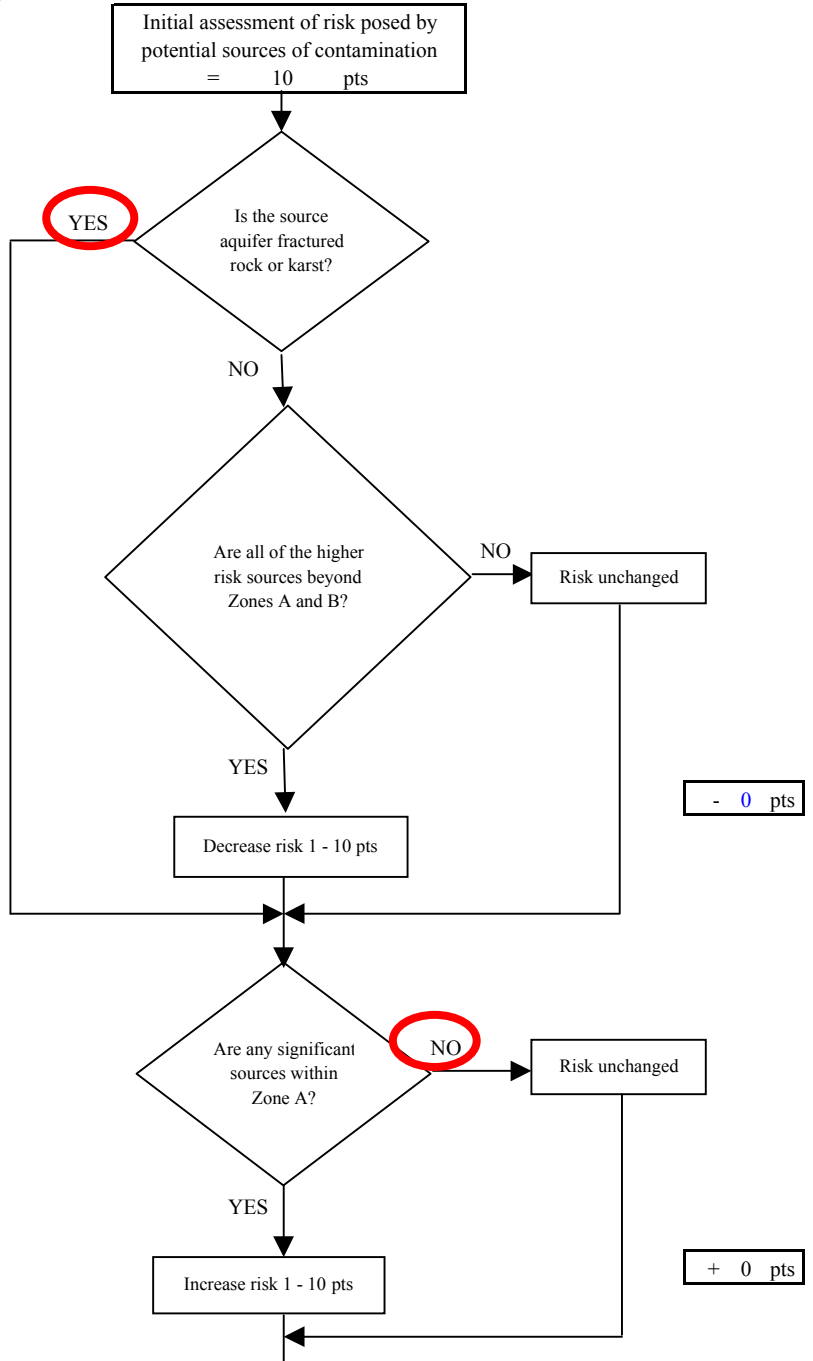 Initial assessment of risk posed by
potential sources of contamination
= 10 pts
Is the source
aquifer fractured
rock or karst?
YES
NO
Are all of the higher
risk sources beyond
Zones A and B?
NO
Risk unchanged
YES
- 0 pts
Decrease risk 1 - 10 pts
Are any significant
sources within
Zone A?
NO
Risk unchanged
YES
+ 0 pts
Increase risk 1 - 10 pts